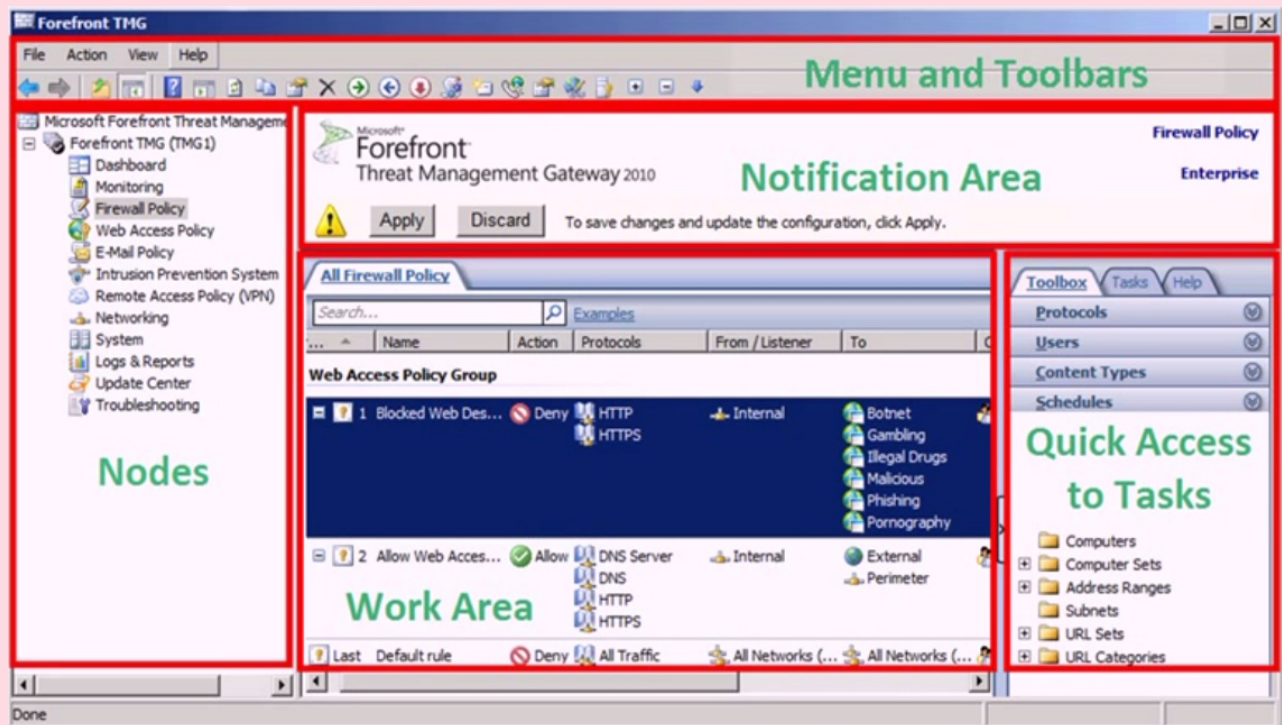 Forefront TMG
File Action View Help
Menu and Toolbars
Microsoft Forefront Threat Manageme
Forefront TMG (TMG1)
Dashboard
Monitoring
Firewall Policy
Web Access Policy
E-Mail Policy
Intrusion Prevention System
Remote Access Policy (VPN)
Networking
System
Logs & Reports
Update Center
Troubleshooting
Nodes
Microsoft
Forefront
Threat Management Gateway 2010
Notification Area
Firewall Policy
Enterprise
Apply Discard To save changes and update the configuration, click Apply.
All Firewall Policy
Search... Examples
... Name Action Protocols From / Listener To C
Web Access Policy Group
1 Blocked Web Des... Deny HTTP Internal Botnet
HTTPS Gambling
Illegal Drugs
Malicious
Phishing
Pornography
2 Allow Web Acces... Allow DNS Server Internal External
DNS Perimeter
HTTP
HTTPS
Work Area
Last Default rule Deny All Traffic All Networks (... All Networks (...
Toolbox Tasks Help
Protocols
Users
Content Types
Schedules
Quick Access
to Tasks
Computers
Computer Sets
Address Ranges
Subnets
URL Sets
URL Categories
Done